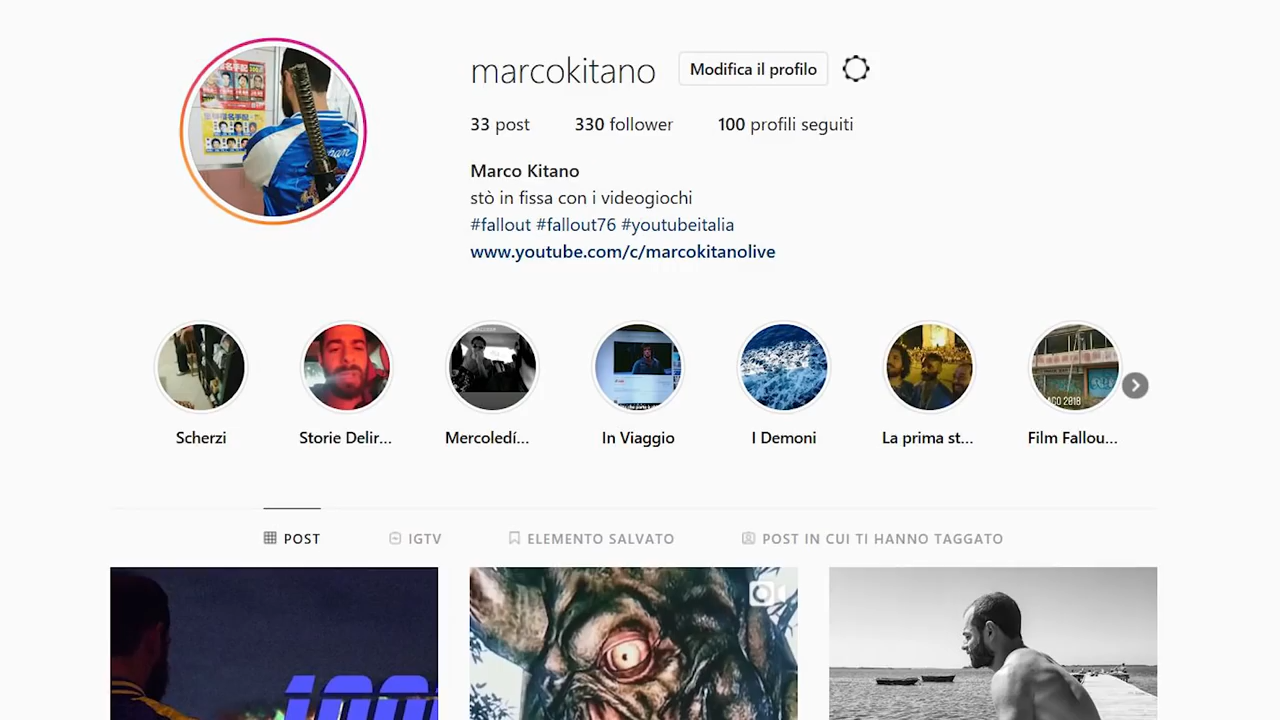 marcokitano
Modifica il profilo
33 post
330 follower
100 profili seguiti
Marco Kitano
stò in fissa con i videogiochi
#fallout #fallout76 #youtubeitalia
www.youtube.com/c/marcokitanolive
AGO 2018
Scherzi
Storie Delir...
Mercoledí...
In Viaggio
I Demoni
La prima st...
Film Fallou...
POST
IGTV
ELEMENTO SALVATO
POST IN CUI TI HANNO TAGGATO